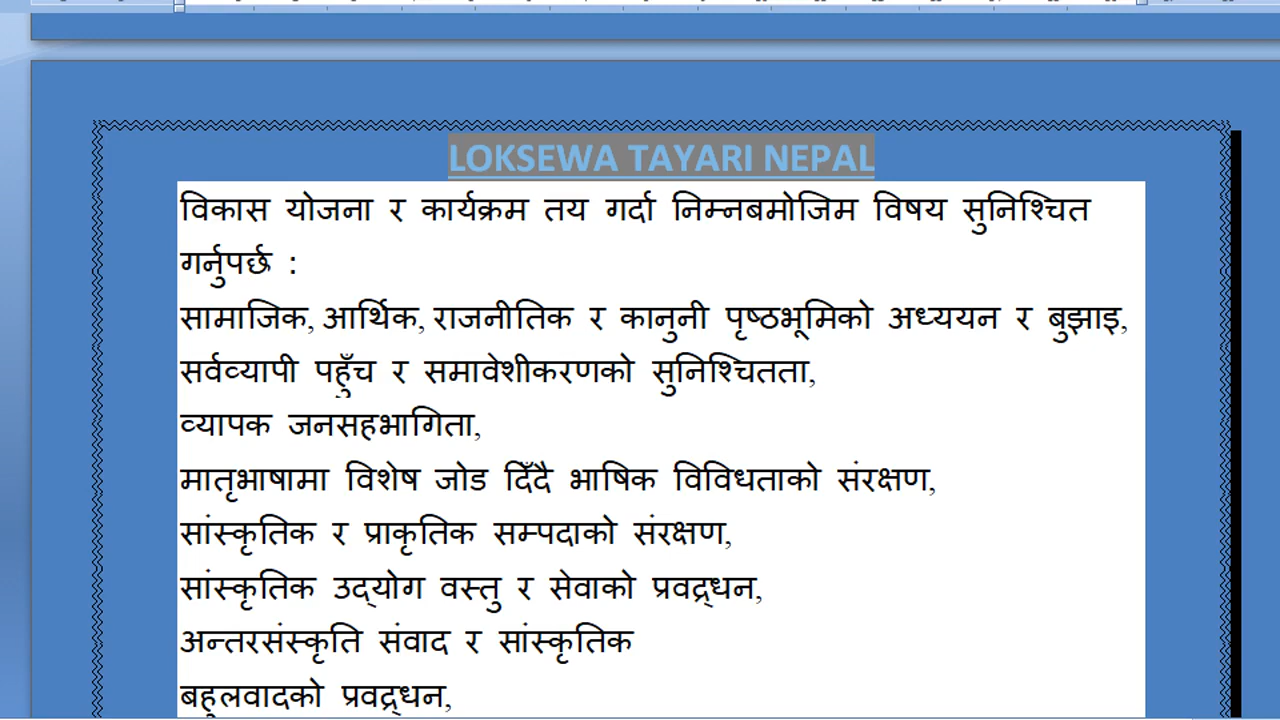 LOKSEWA TAYARI NEPAL
विकास योजना र कार्यक्रम तय गर्दा निम्नबमोजिम विषय सुनिश्चित
गर्नुपर्छ :
सामाजिक, आर्थिक, राजनीतिक र कानुनी पृष्ठभूमिको अध्ययन र बुझाइ,
सर्वव्यापी पहुँच र समावेशीकरणको सुनिश्चितता,
व्यापक जनसहभागिता,
मातृभाषामा विशेष जोड दिँदै भाषिक विविधताको संरक्षण,
सांस्कृतिक र प्राकृतिक सम्पदाको संरक्षण,
सांस्कृतिक उद्‌योग वस्तु र सेवाको प्रवद्र्धन,
अन्तरसंस्कृति संवाद र सांस्कृतिक
बहुलवादको प्रवद्र्धन,